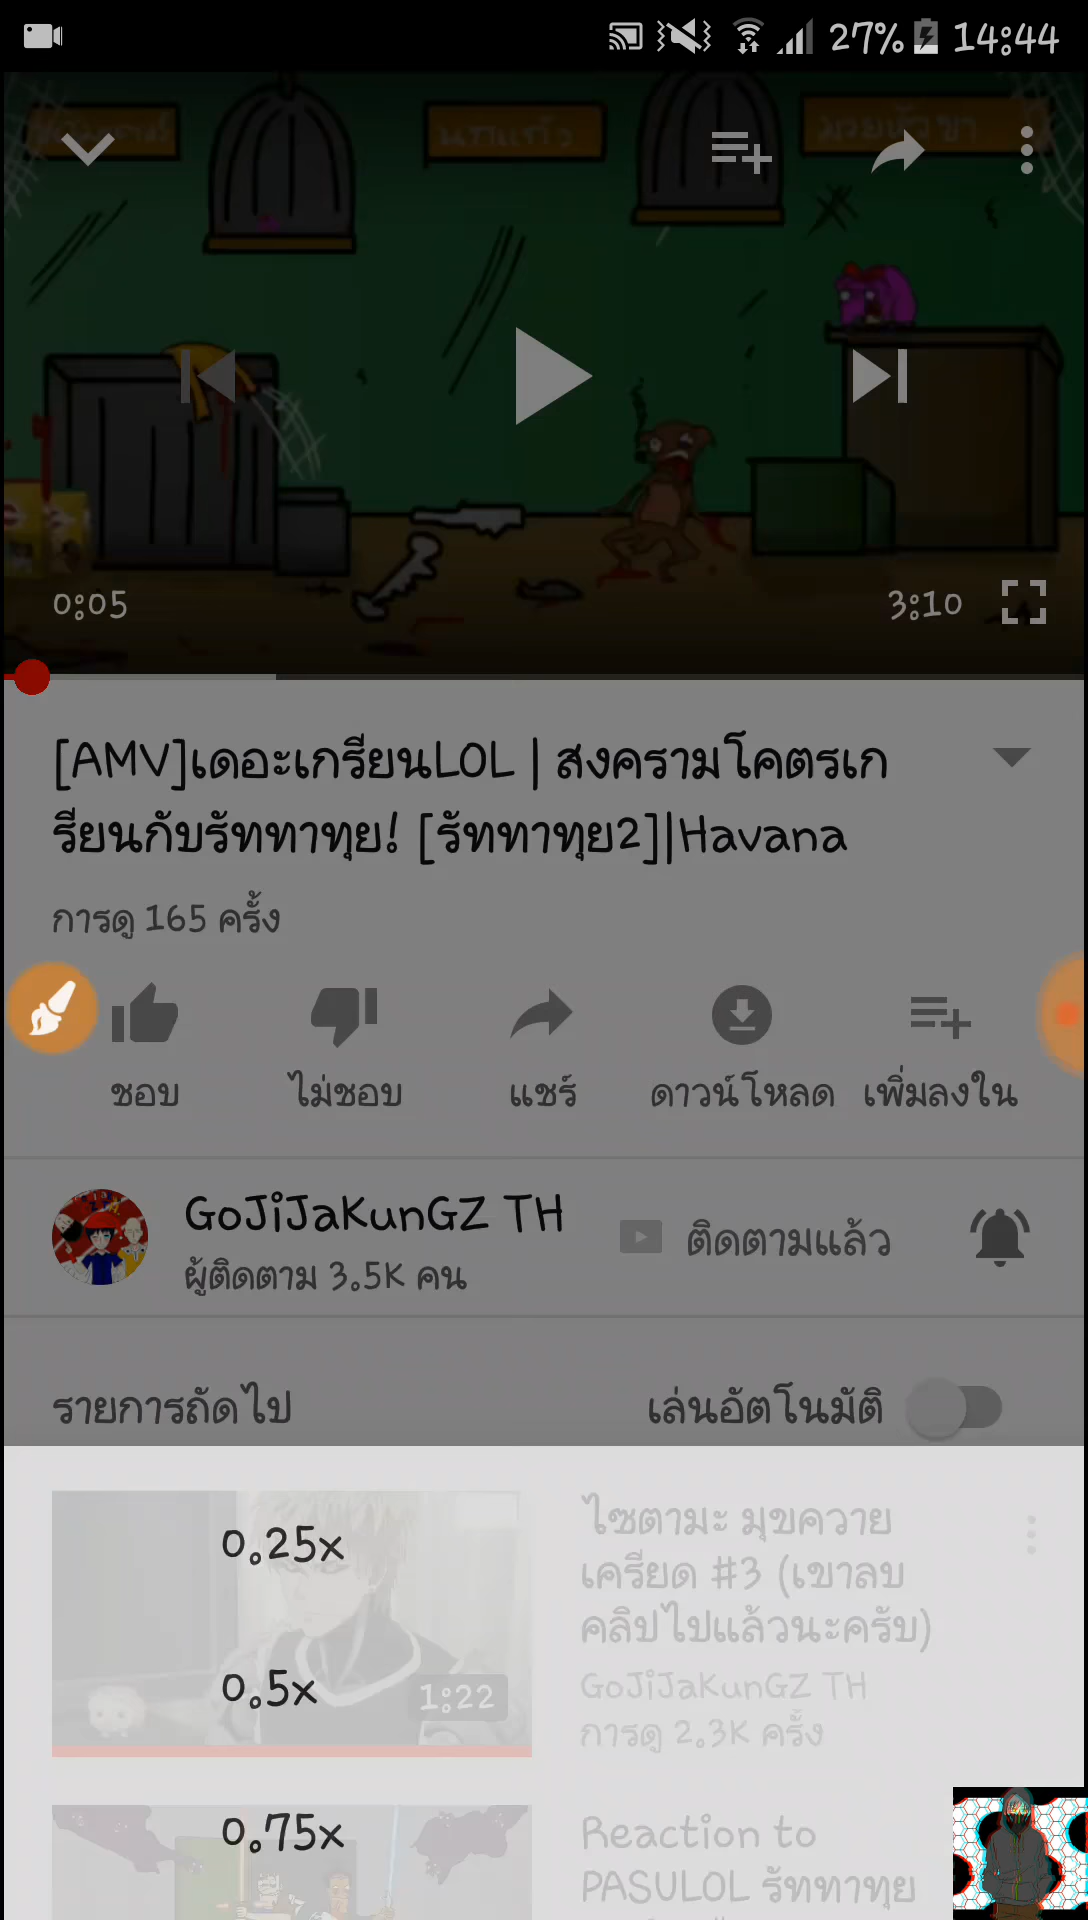 27% 14:44
นกแก้ว
0:05
3:10
[AMV]เดอะเกรียนLOL | สงครามโคตรเก
รียนกับรัททาทุย! [รัททาทุย2]|Havana
การดู 165 ครั้ง
ชอบ ไม่ชอบ แชร์ ดาวน์โหลด เพิ่มลงใน
GoJiJaKunGZ TH
ผู้ติดตาม 3.5K คน
ติดตามแล้ว
รายการถัดไป
เล่นอัตโนมัติ
0.25x
0.5x
1:22
0.75x
ไซตามะ มุขควาย
เครียด #3 (เขาลบ
คลิปไปแล้วนะครับ)
GoJiJaKunGZ TH
การดู 2.3K ครั้ง
Reaction to
PASULOL รัททาทุย